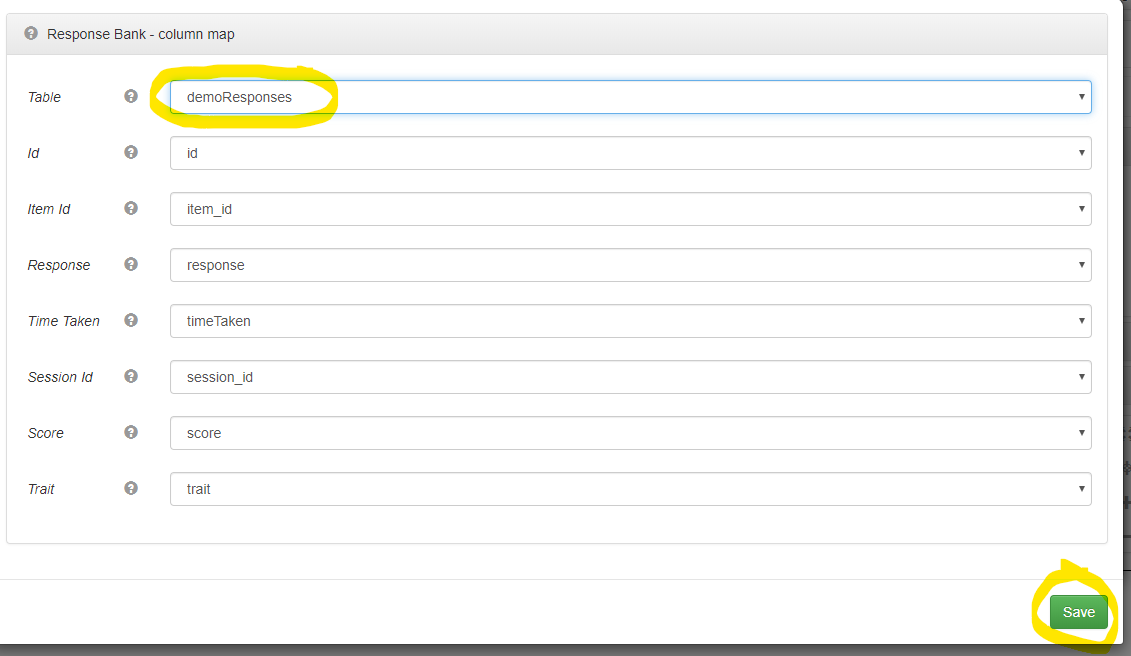 Response Bank - column map
Table demoResponses
Id id
Item Id item_id
Response response
Time Taken timeTaken
Session Id session_id
Score score
Trait trait
Save